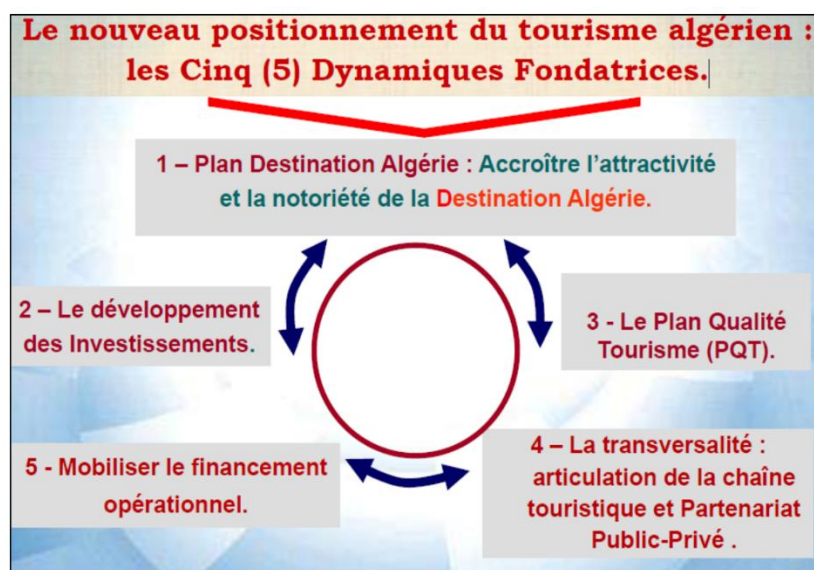 Le nouveau positionnement du tourisme algérien :
les Cinq (5) Dynamiques Fondatrices.
1 – Plan Destination Algérie : Accroître l’attractivité
et la notoriété de la Destination Algérie.
2 – Le développement
des Investissements.
3 - Le Plan Qualité
Tourisme (PQT).
4 – La transversalité :
articulation de la chaîne
touristique et Partenariat
Public-Privé .
5 - Mobiliser le financement
opérationnel.